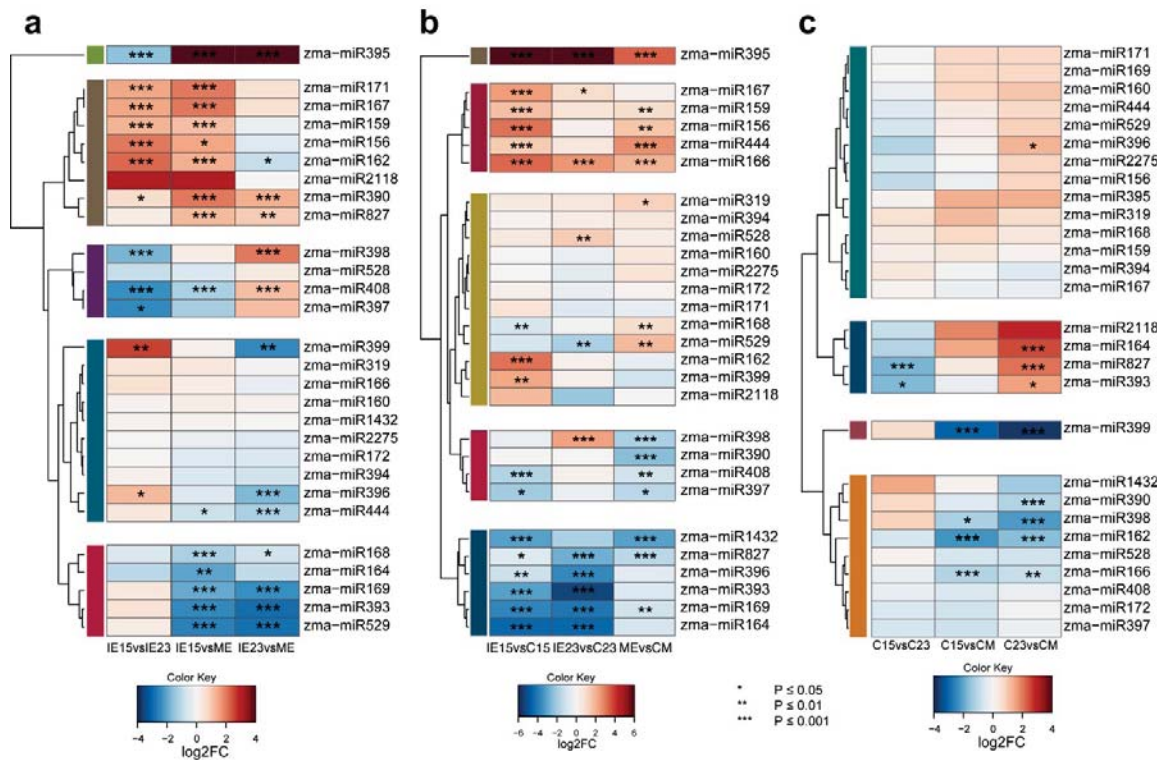 a
*** *** *** zma-miR395
*** *** zma-miR171
*** *** zma-miR167
*** *** zma-miR159
*** * zma-miR156
*** *** * zma-miR162
zma-miR2118
* *** *** zma-miR390
*** ** zma-miR827
*** *** zma-miR398
zma-miR528
*** *** *** zma-miR408
* zma-miR397
** ** zma-miR399
zma-miR319
zma-miR166
zma-miR160
zma-miR1432
zma-miR2275
zma-miR172
zma-miR394
* *** zma-miR396
* *** zma-miR444
*** * zma-miR168
** zma-miR164
*** *** zma-miR169
*** *** zma-miR393
*** *** zma-miR529
IE15vsIE23 IE15vsME IE23vsME
Color Key
-4 -2 0 2 4
log2FC
b
*** *** *** zma-miR395
*** * zma-miR167
*** ** zma-miR159
*** ** zma-miR156
*** *** zma-miR444
*** *** *** zma-miR166
* zma-miR319
zma-miR394
** zma-miR528
zma-miR160
zma-miR2275
zma-miR172
zma-miR171
** ** zma-miR168
** ** zma-miR529
*** zma-miR162
** zma-miR399
zma-miR2118
*** *** zma-miR398
*** zma-miR390
*** ** zma-miR408
* * zma-miR397
*** *** zma-miR1432
* *** *** zma-miR827
** *** zma-miR396
*** *** zma-miR393
*** *** ** zma-miR169
*** *** zma-miR164
IE15vsC15 IE23vsC23 MEvsCM
Color Key
-6 -4 -2 0 2 4 6
log2FC
* P ≤ 0.05
** P ≤ 0.01
*** P ≤ 0.001
c
zma-miR171
zma-miR169
zma-miR160
zma-miR444
zma-miR529
* zma-miR396
zma-miR2275
zma-miR156
zma-miR395
zma-miR319
zma-miR168
zma-miR159
zma-miR394
zma-miR167
zma-miR2118
*** zma-miR164
*** *** zma-miR827
* * zma-miR393
*** *** zma-miR399
zma-miR1432
*** zma-miR390
* *** zma-miR398
*** *** zma-miR162
zma-miR528
*** ** zma-miR166
zma-miR408
zma-miR172
zma-miR397
C15vsC23 C15vsCM C23vsCM
Color Key
-4 -2 0 2 4
log2FC